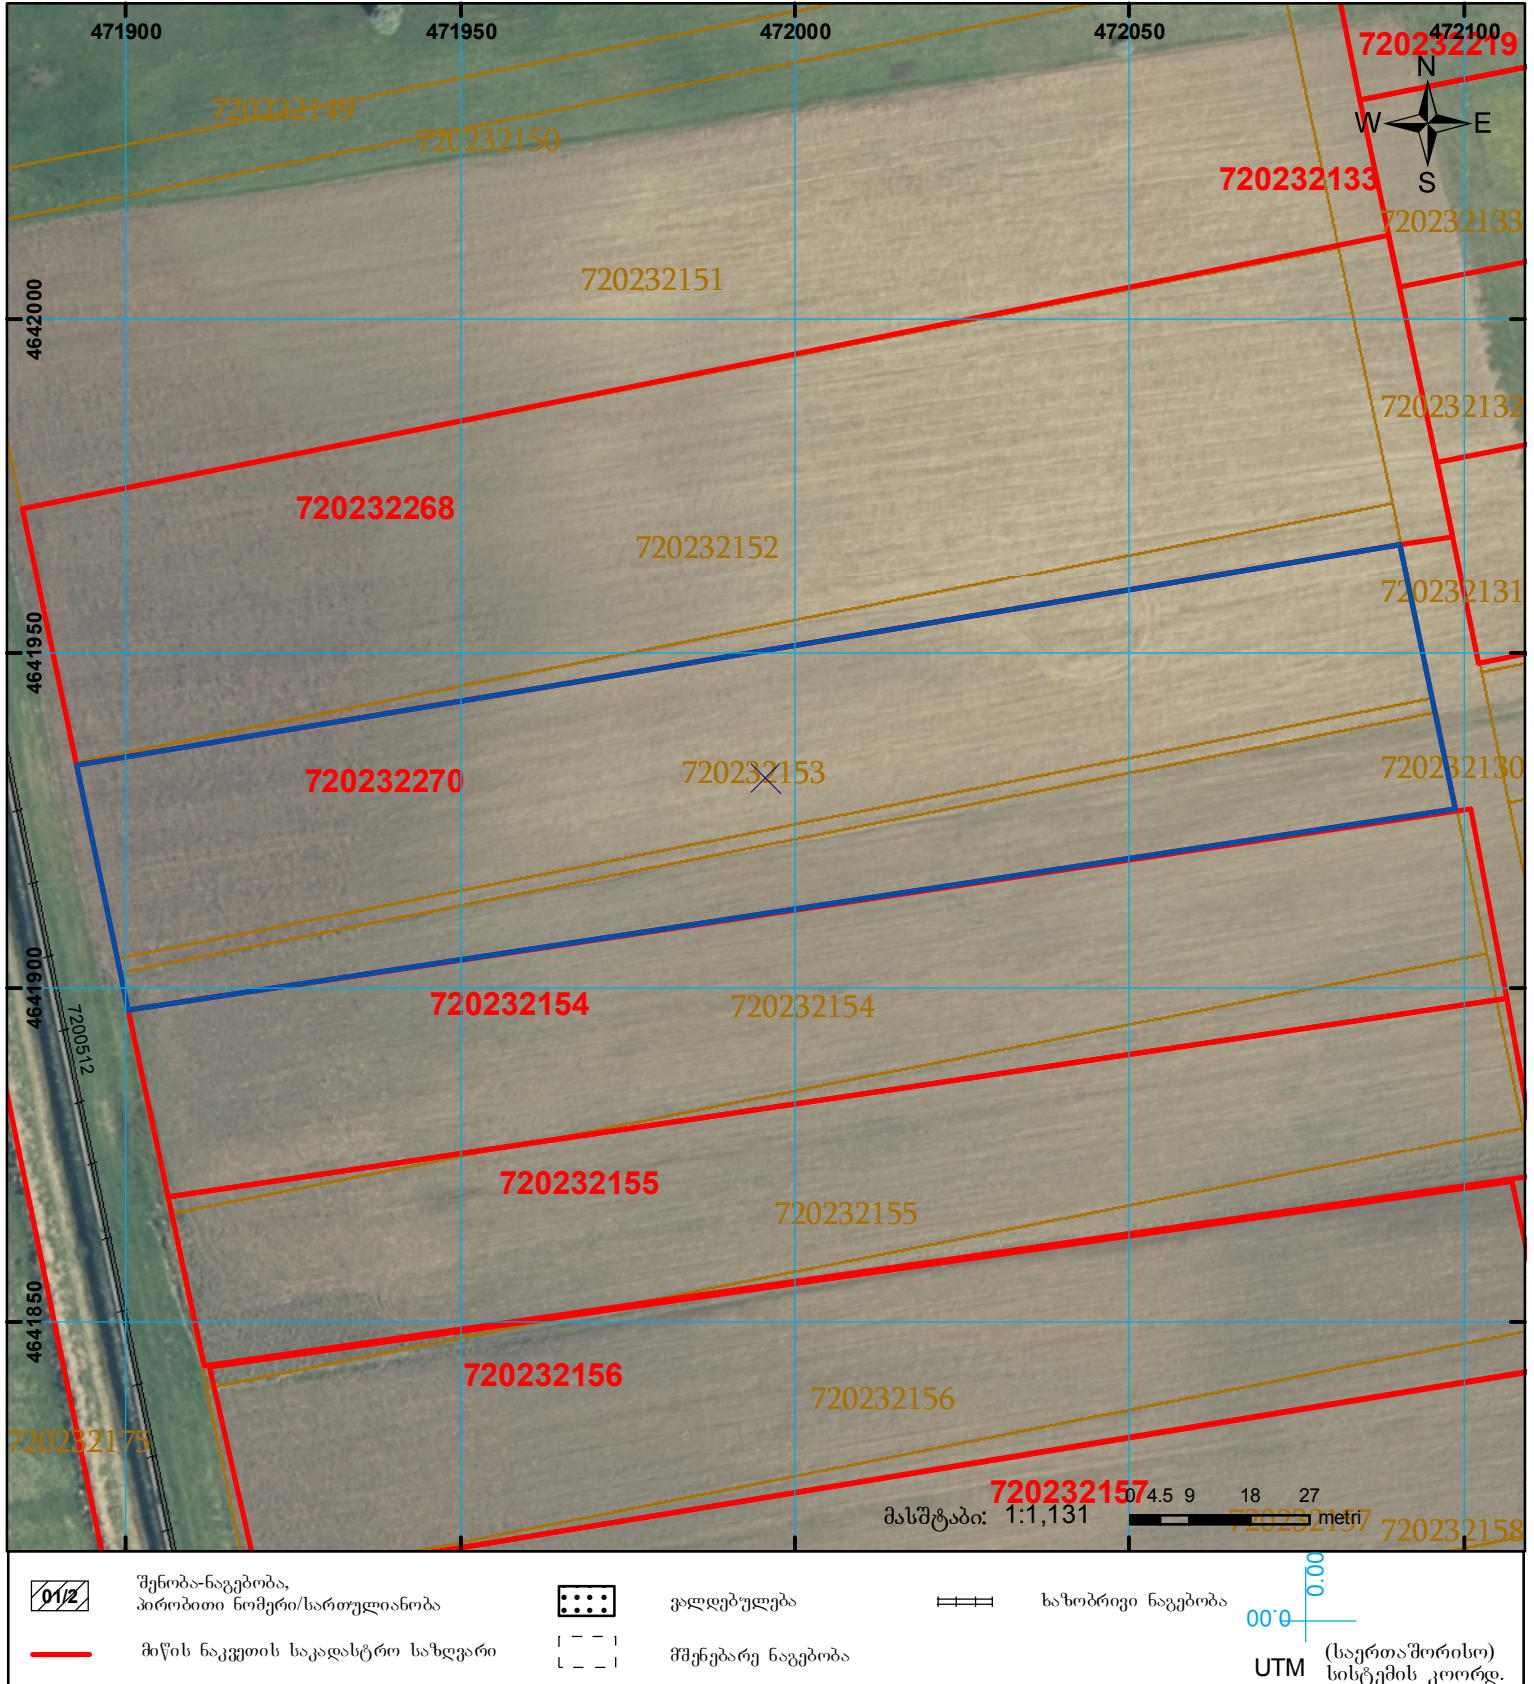 471900 471950 472000 472050 472100
720232219
N
W E
S
720232149
720232150
720232133
720232133
720232151
4642000
720232132
720232268
720232152
720232131
4641950
720232153
720232130
720232270
4641900
720232154
720232154
7200512
720232155
720232155
4641850
720232156
720232156
720232175
720232157
0 4.5 9 18 27
მასშტაბი: 1:1,131
metri
720232157
720232158
01/2
შენობა-ნაგებობა,
პირობითი ნომერი/სართულიანობა
ვალდებულება
ხაზობრივი ნაგებობა
0.00
0.00
მიწის ნაკვეთის საკადასტრო საზღვარი
მშენებარე ნაგებობა
UTM
(საერთაშორისო)
სისტემის კოორდ.